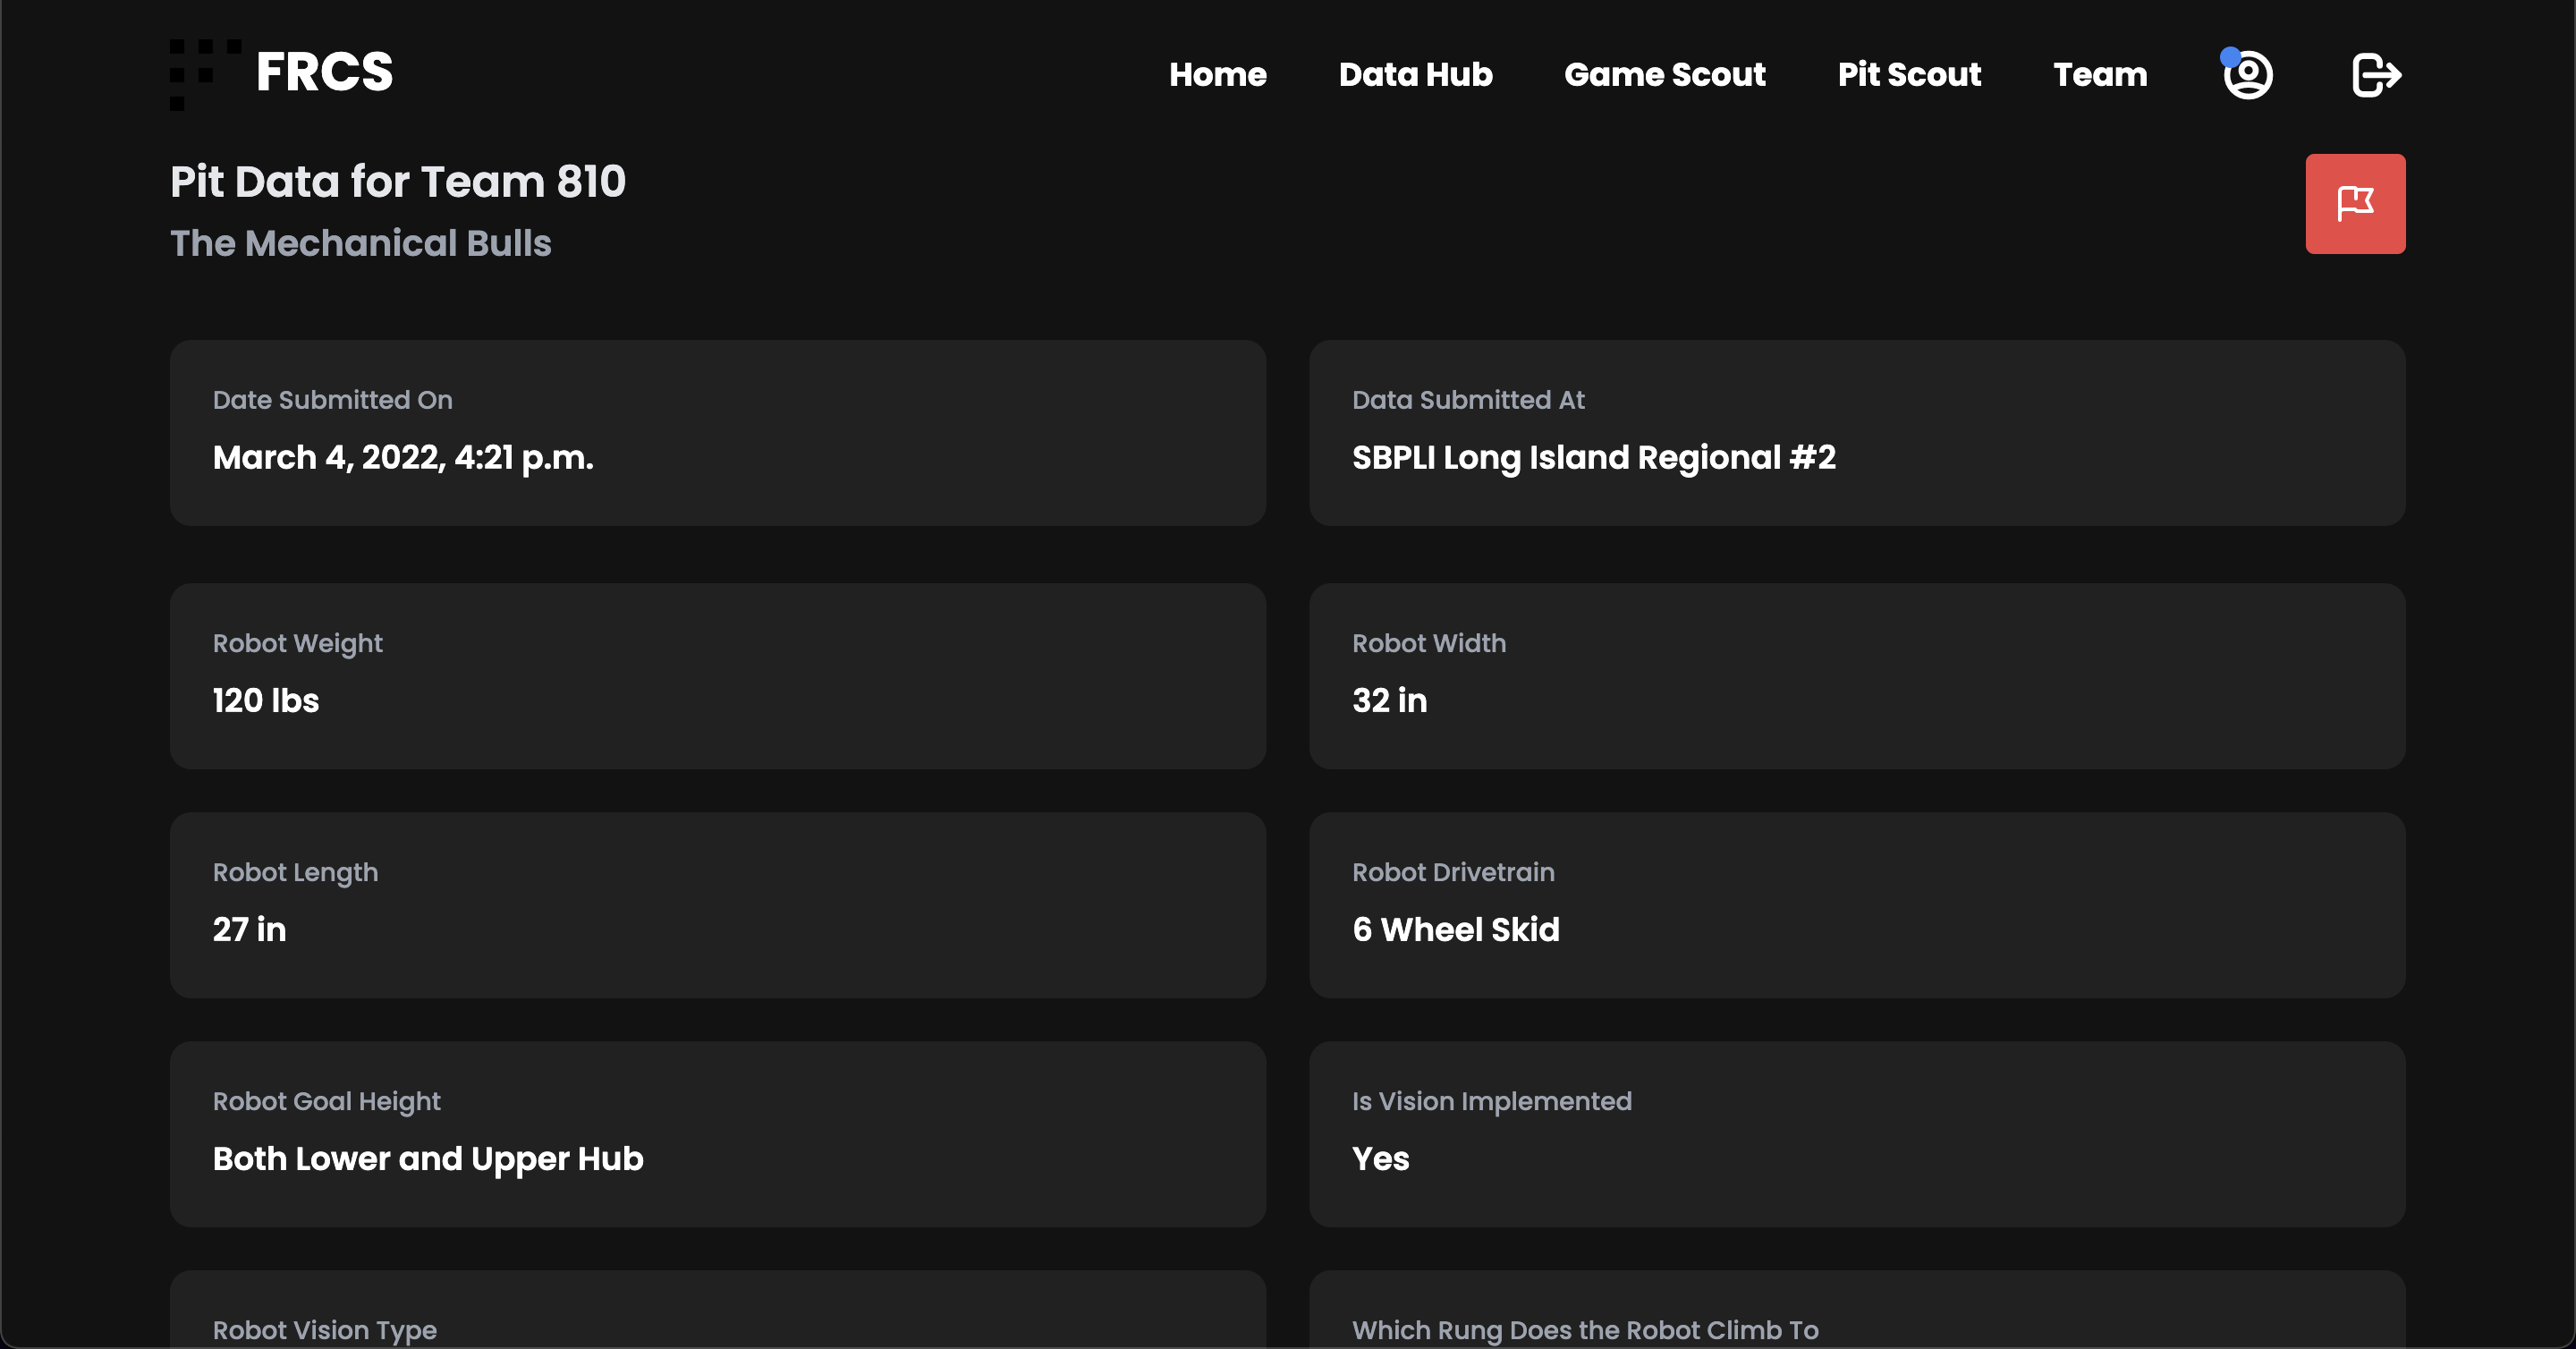 FRCS
Home
Data Hub
Game Scout
Pit Scout
Team
Pit Data for Team 810
The Mechanical Bulls
Date Submitted On
March 4, 2022, 4:21 p.m.
Data Submitted At
SBPLI Long Island Regional #2
Robot Weight
120 lbs
Robot Width
32 in
Robot Length
27 in
Robot Drivetrain
6 Wheel Skid
Robot Goal Height
Both Lower and Upper Hub
Is Vision Implemented
Yes
Robot Vision Type
Which Rung Does the Robot Climb To